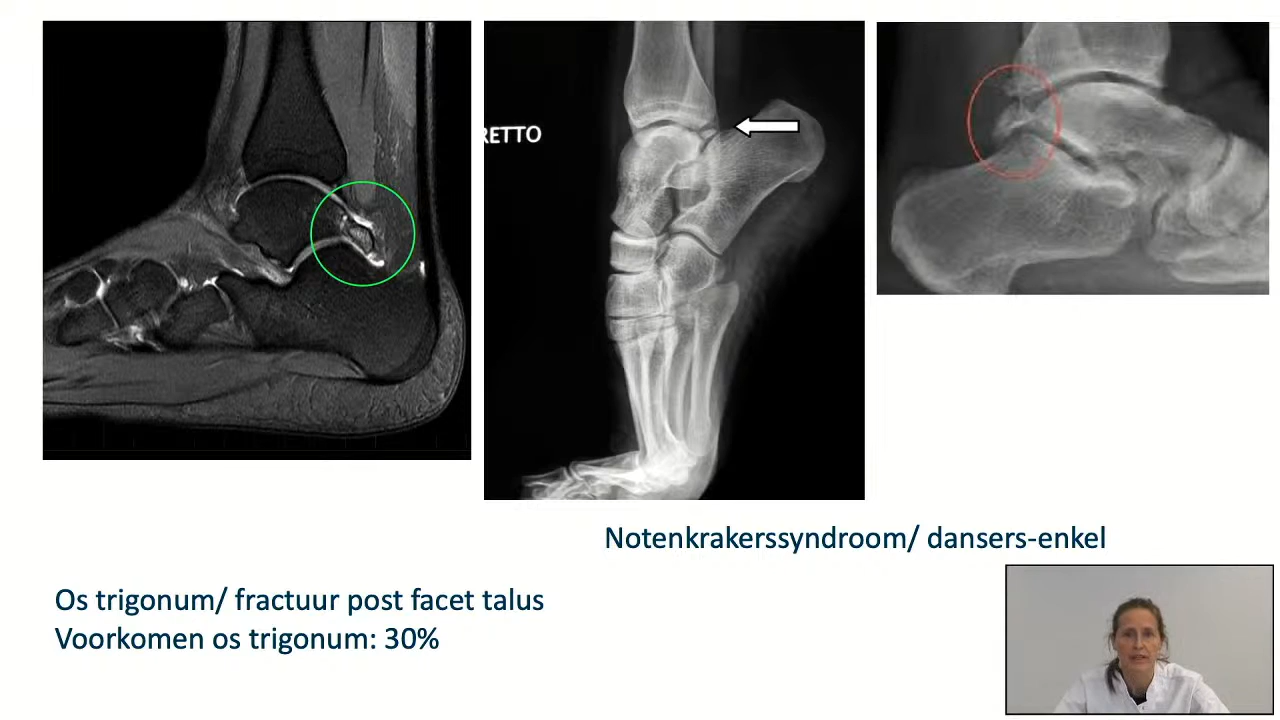 RETTO
Notenkrakerssyndroom/ dansers-enkel
Os trigonum/ fractuur post facet talus
Voorkomen os trigonum: 30%